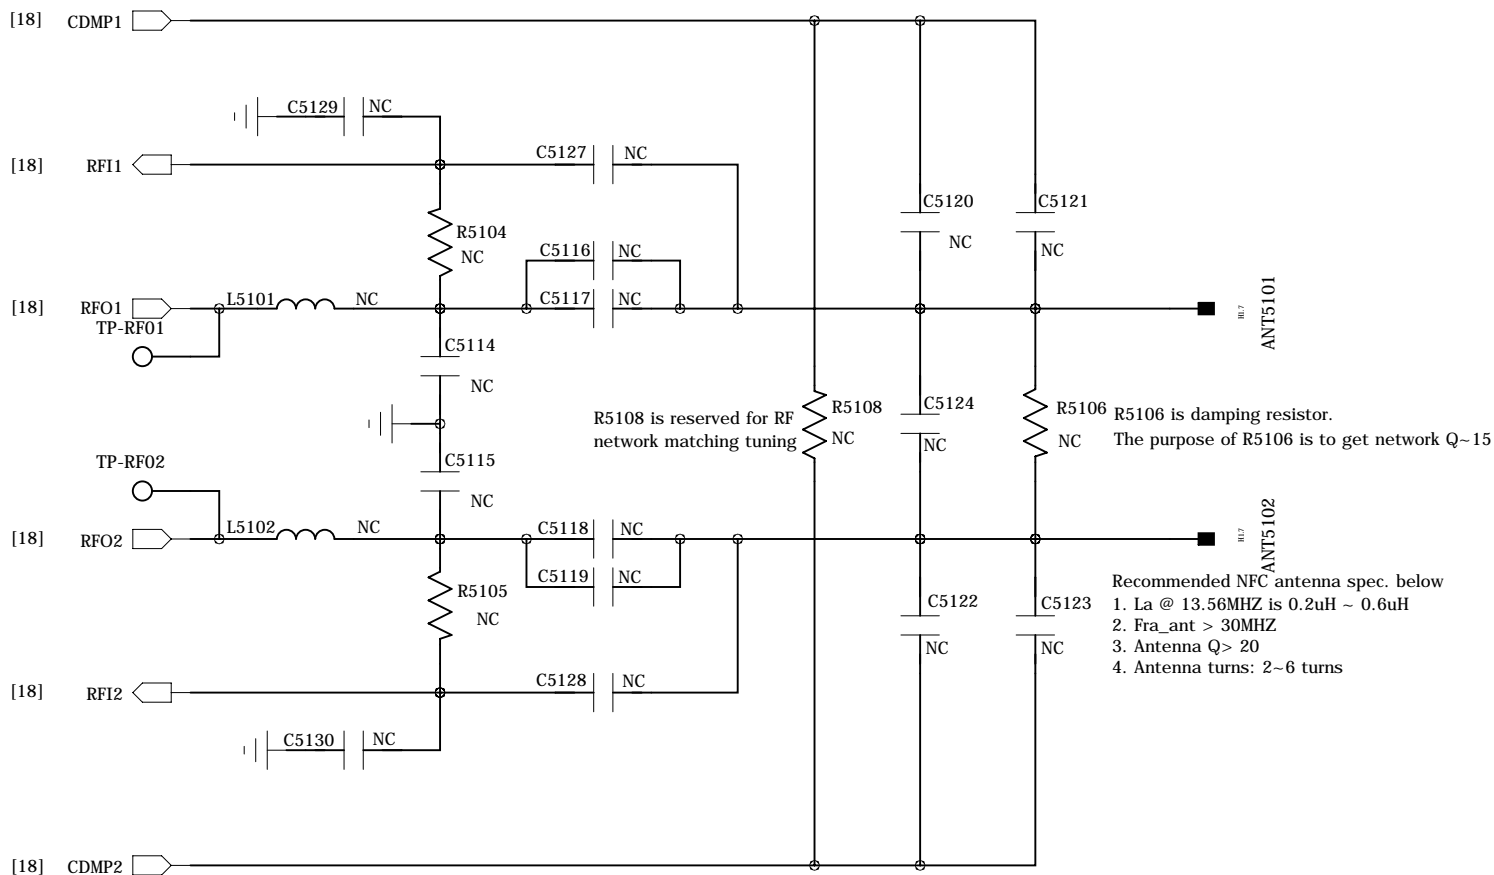 [18] CDMP1
C5129 NC
[18] RFI1
C5127 NC
C5120
NC
C5121
NC
R5104
NC
C5116 NC
[18] RFO1
L5101 NC
C5117 NC
TP-RF01
ANT5101
C5114
NC
R5108 is reserved for RF
network matching tuning
R5108
NC
C5124
NC
R5106
NC
R5106 is damping resistor.
The purpose of R5106 is to get network Q~15
C5115
NC
TP-RF02
[18] RFO2
L5102 NC
C5118 NC
C5119 NC
ANT5102
R5105
NC
C5122
NC
C5123
NC
Recommended NFC antenna spec. below
1. La @ 13.56MHZ is 0.2uH ~ 0.6uH
2. Fra_ant > 30MHZ
3. Antenna Q> 20
4. Antenna turns: 2~6 turns
[18] RFI2
C5128 NC
C5130 NC
[18] CDMP2